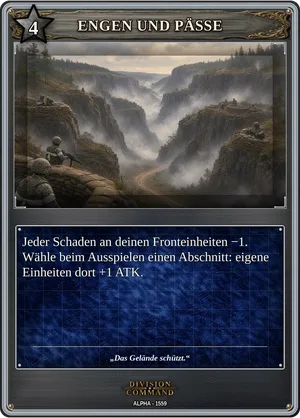 4
ENGEN UND PÄSSE
Jeder Schaden an deinen Fronteinheiten −1.
Wähle beim Ausspielen einen Abschnitt: eigene
Einheiten dort +1 ATK.
„Das Gelände schützt.“
DIVISION
COMMAND
ALPHA - 1559